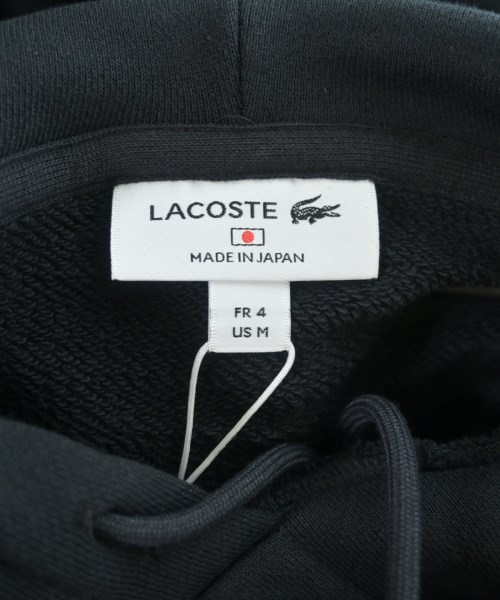 LACOSTE
MADE IN JAPAN
FR 4
US M